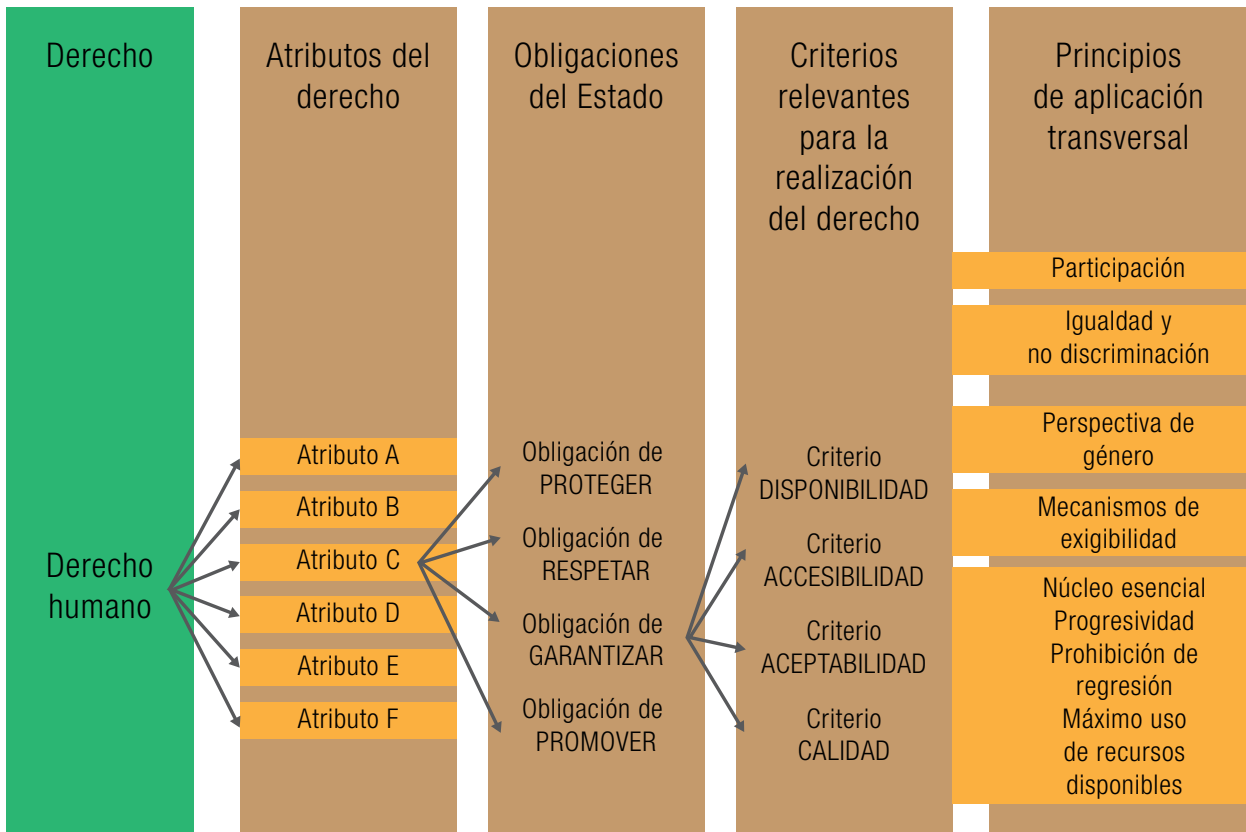 Derecho
Derecho
humano
Atributos del
derecho
Atributo A
Atributo B
Atributo C
Atributo D
Atributo E
Atributo F
Obligaciones
del Estado
Obligación de
PROTEGER
Obligación de
RESPETAR
Obligación de
GARANTIZAR
Obligación de
PROMOVER
Criterios
relevantes
para la
realización
del derecho
Criterio
DISPONIBILIDAD
Criterio
ACCESIBILIDAD
Criterio
ACEPTABILIDAD
Criterio
CALIDAD
Principios
de aplicación
transversal
Participación
Igualdad y
no discriminación
Perspectiva de
género
Mecanismos de
exigibilidad
Núcleo esencial
Progresividad
Prohibición de
regresión
Máximo uso
de recursos
disponibles